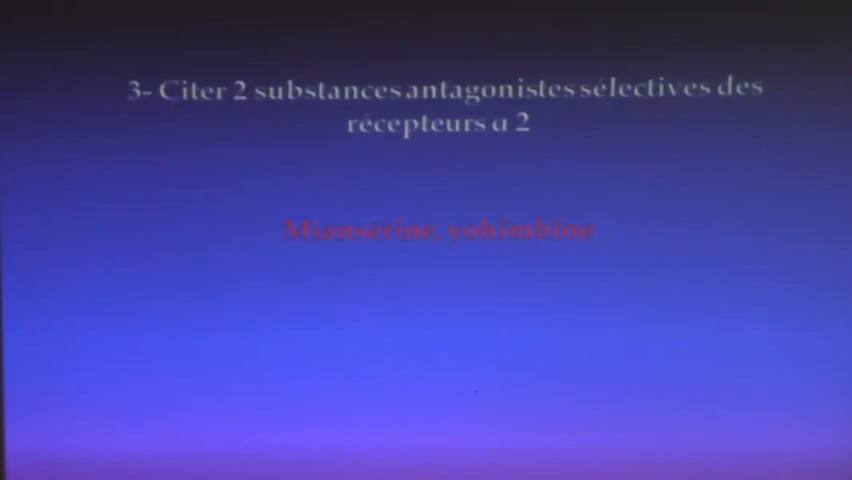 3- Citer 2 substances antagonistes sélectives des
récepteurs α 2
Miansérine, yohimbine